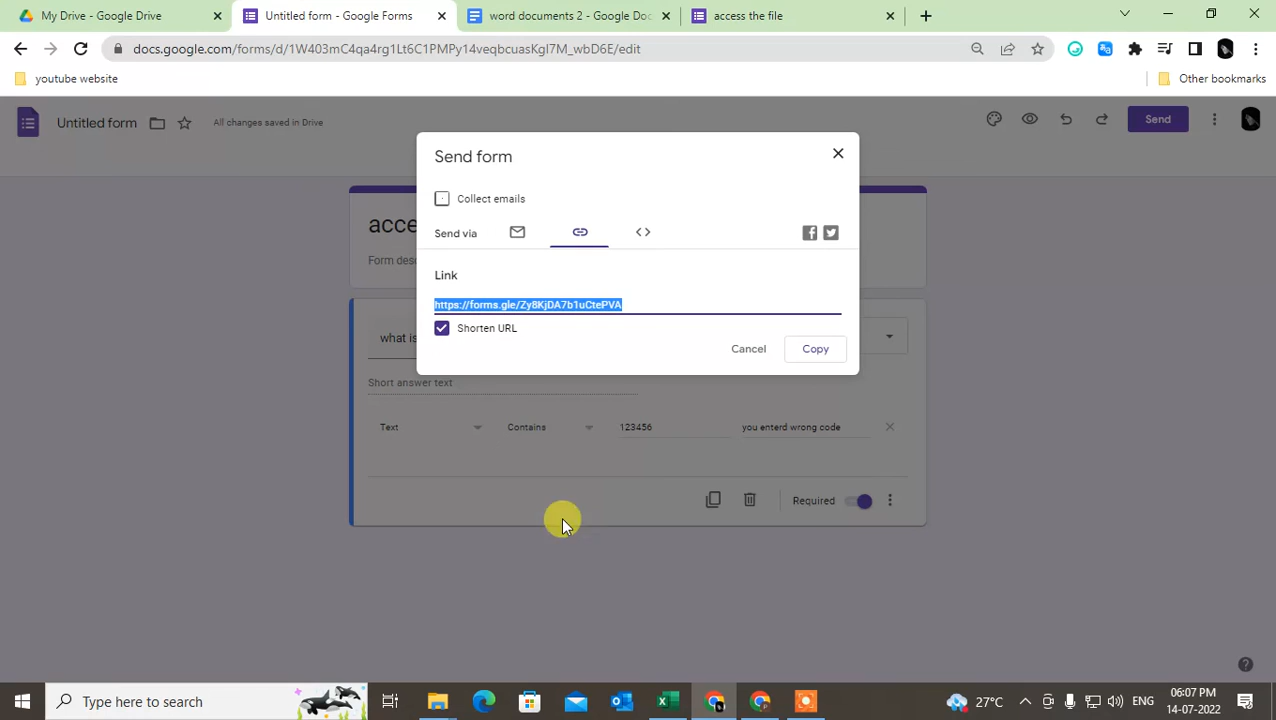 My Drive - Google Drive
Untitled form - Google Forms
word documents 2 - Google Doc
access the file
docs.google.com/forms/d/1W403mC4qa4rg1Lt6C1PMPy14veqbcuasKgI7M_wbD6E/edit
youtube website
Other bookmarks
Untitled form
All changes saved in Drive
Send
Send form
Collect emails
Send via
acce
Form desc
Link
https://forms.gle/Zy8KjDA7b1uCtePVA
Shorten URL
what is
Cancel
Copy
Short answer text
Text
Contains
123456
you enterd wrong code
Required
Type here to search
27°C
ENG
06:07 PM
14-07-2022